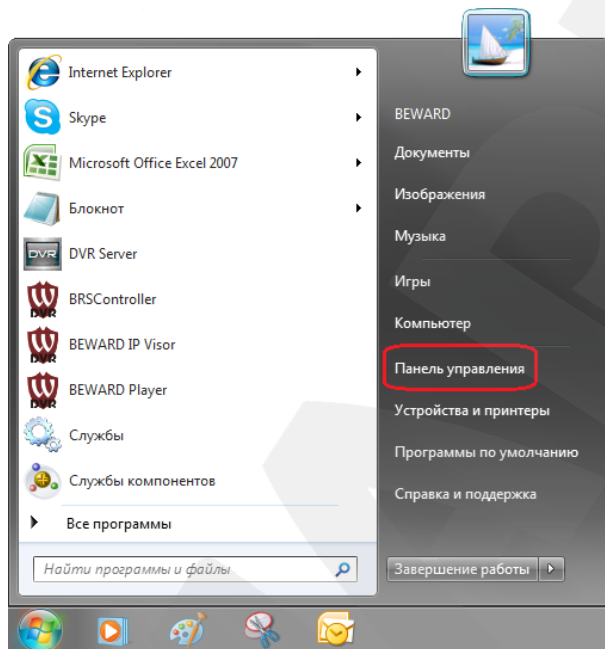 Internet Explorer
Skype
Microsoft Office Excel 2007
Блокнот
DVR Server
BRSController
BEWARD IP Visor
BEWARD Player
Службы
Службы компонентов
Все программы
Найти программы и файлы
BEWARD
Документы
Изображения
Музыка
Игры
Компьютер
Панель управления
Устройства и принтеры
Программы по умолчанию
Справка и поддержка
Завершение работы